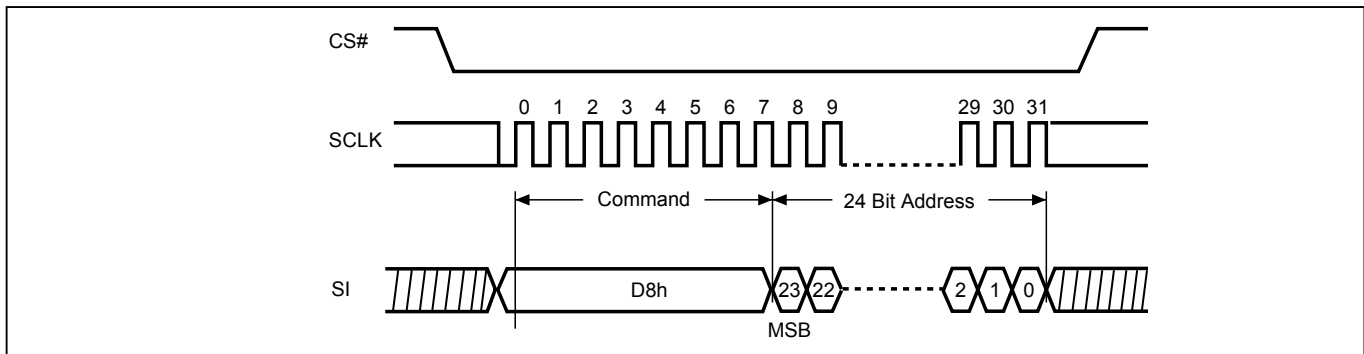 CS#
0 1 2 3 4 5 6 7 8 9 29 30 31
SCLK
Command 24 Bit Address
SI D8h 23 22 2 1 0
MSB